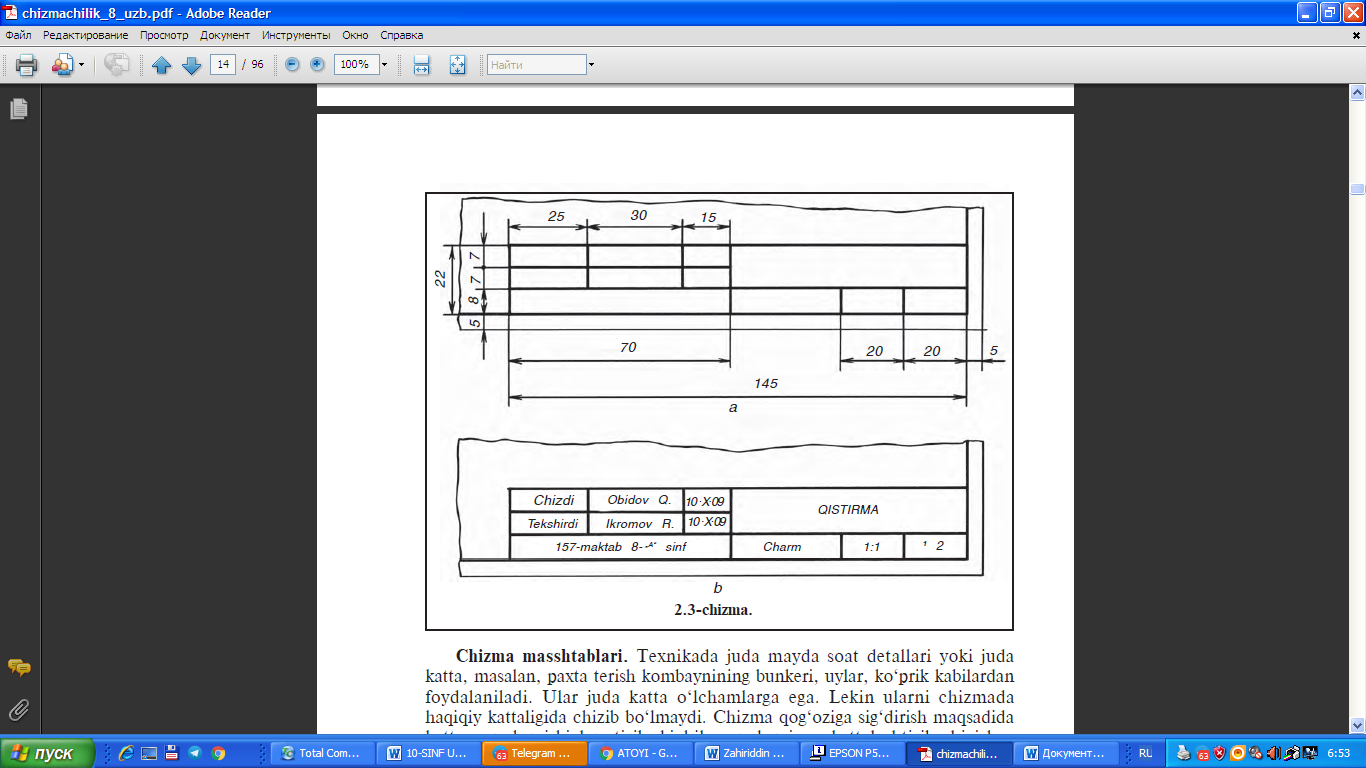 chizmachilik_8_uzb.pdf - Adobe Reader
Файл Редактирование Просмотр Документ Инструменты Окно Справка
14 / 96 100% Найти
25 30 15
7
22
7
8
5
70 20 20 5
145
a
Chizdi Obidov Q. 10·X·09 QISTIRMA
Tekshirdi Ikromov R. 10·X·09
157-maktab 8-"A" sinf Charm 1:1 1 2
b
2.3-chizma.
Chizma masshtablari. Texnikada juda mayda soat detallari yoki juda
katta, masalan, paxta terish kombaynining bunkeri, uylar, ko‘prik kabilardan
foydalaniladi. Ular juda katta o‘lchamlarga ega. Lekin ularni chizmada
haqiqiy kattaligida chizib bo‘lmaydi. Chizma qog‘oziga sig‘dirish maqsadida
пуск Total Com... 10-SINF U... Telegram ... ATOYI - G... Zahiriddin ... EPSON P5... chizmachili... Документ... RL 6:53